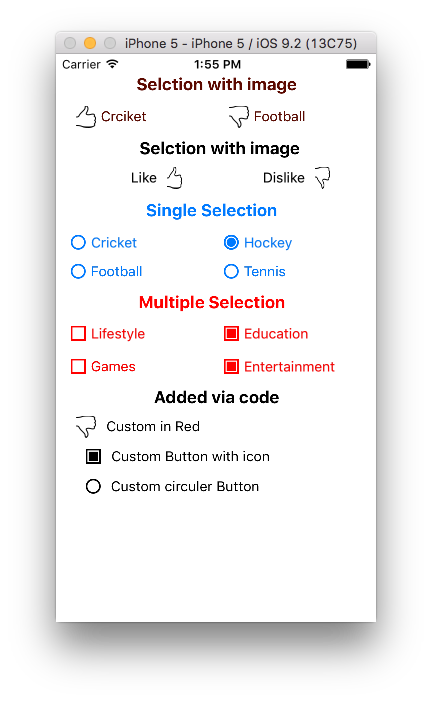 iPhone 5 - iPhone 5 / iOS 9.2 (13C75)
Carrier 1:55 PM
Selction with image
Crciket Football
Selction with image
Like Dislike
Single Selection
Cricket Hockey
Football Tennis
Multiple Selection
Lifestyle Education
Games Entertainment
Added via code
Custom in Red
Custom Button with icon
Custom circuler Button